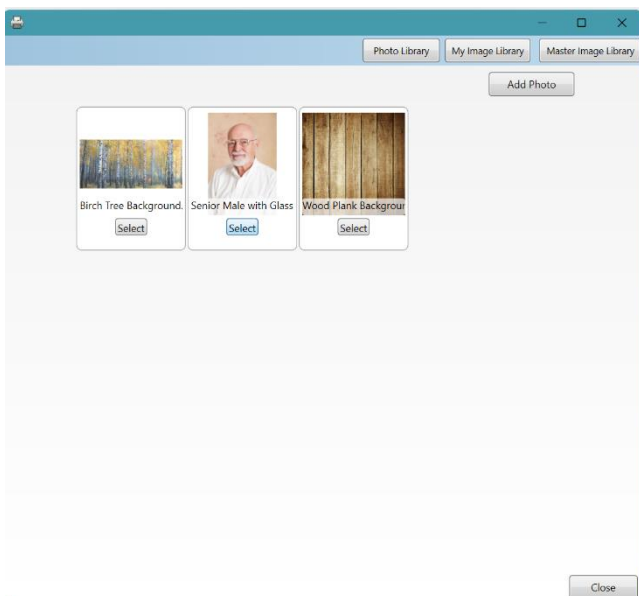 Photo Library My Image Library Master Image Library
Add Photo
Birch Tree Background. Senior Male with Glass Wood Plank Backgrour
Select Select Select
Close